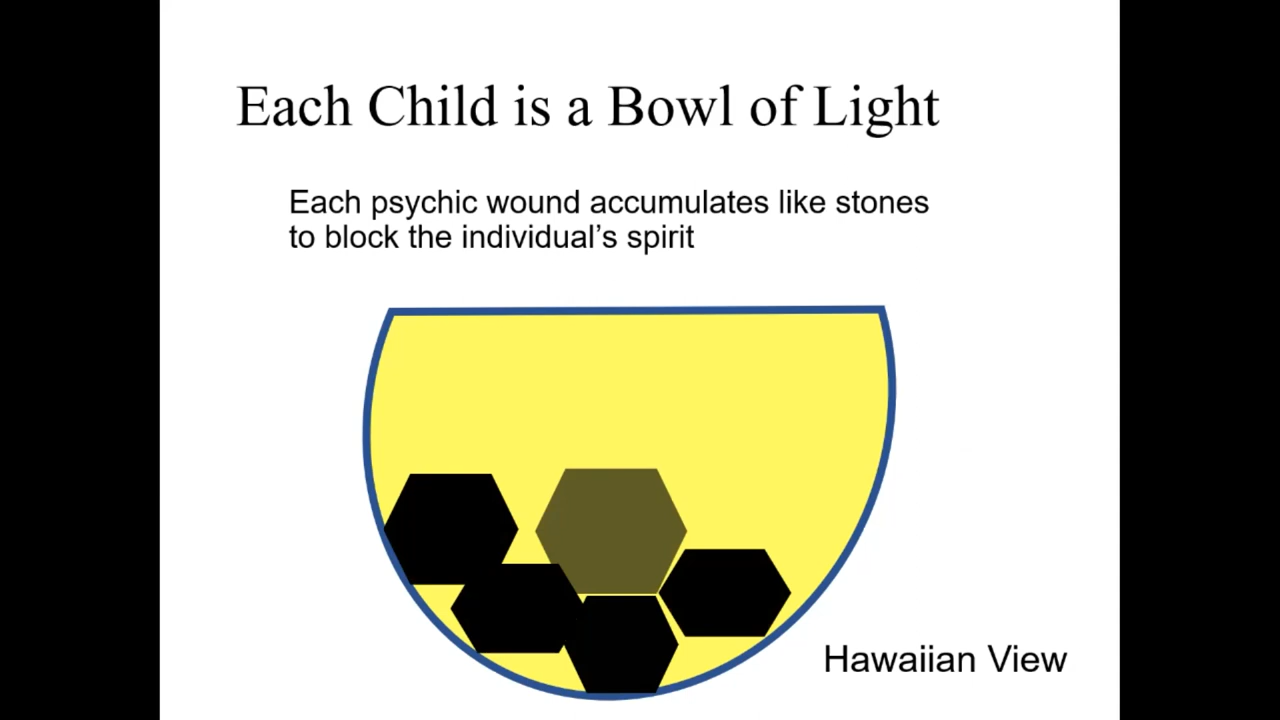 Each Child is a Bowl of Light
Each psychic wound accumulates like stones
to block the individual’s spirit
Hawaiian View